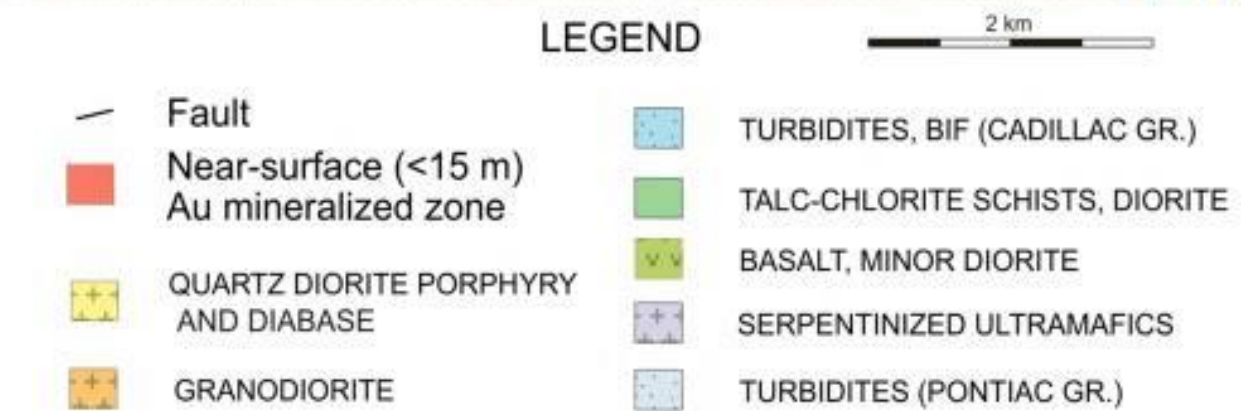 LEGEND
2 km
Fault
Near-surface (<15 m)
Au mineralized zone
QUARTZ DIORITE PORPHYRY
AND DIABASE
GRANODIORITE
TURBIDITES, BIF (CADILLAC GR.)
TALC-CHLORITE SCHISTS, DIORITE
BASALT, MINOR DIORITE
SERPENTINIZED ULTRAMAFICS
TURBIDITES (PONTIAC GR.)